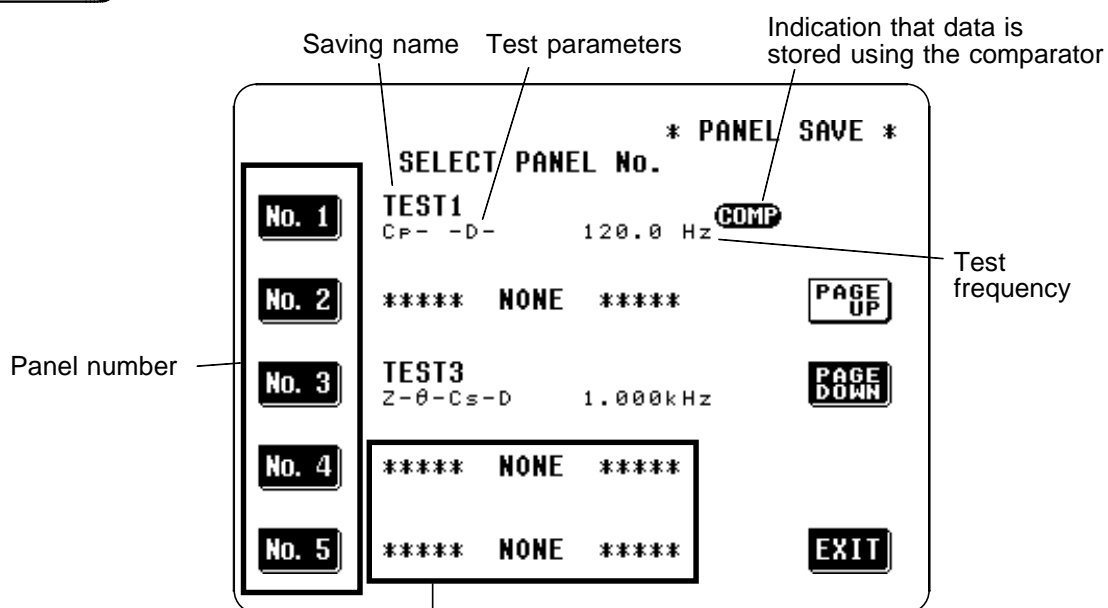 Indication that data is
stored using the comparator
Saving name
Test parameters
* PANEL SAVE *
SELECT PANEL No.
No. 1
TEST1
COMP
Cp- -D-
120.0 Hz
Test
frequency
No. 2
***** NONE *****
PAGE
UP
Panel number
No. 3
TEST3
Z-θ-Cs-D
1.000kHz
PAGE
DOWN
No. 4
***** NONE *****
No. 5
***** NONE *****
EXIT